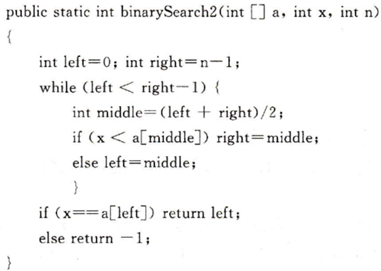 public static int binarySearch2(int [] a, int x, int n)
{
int left=0; int right=n-1;
while (left < right-1) {
int middle=(left + right)/2;
if (x < a[middle]) right=middle;
else left=middle;
}
if (x==a[left]) return left;
else return -1;
}